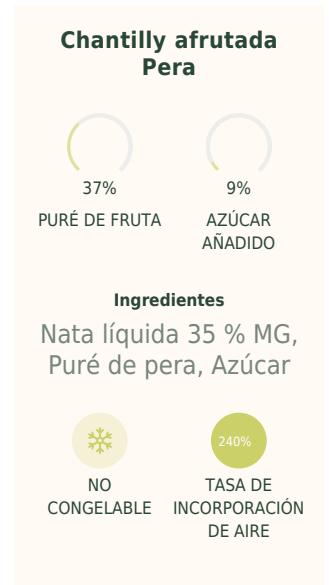 Chantilly afrutada
Pera
37%
PURÉ DE FRUTA
9%
AZÚCAR
AÑADIDO
Ingredientes
Nata líquida 35 % MG,
Puré de pera, Azúcar
NO
CONGELABLE
240%
TASA DE
INCORPORACIÓN
DE AIRE